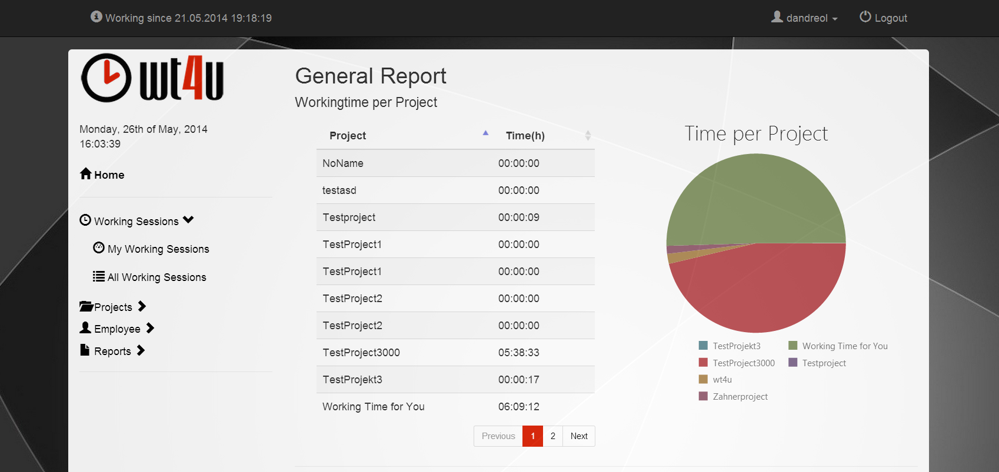 Working since 21.05.2014 19:18:19
dandreol
Logout
wt4u
Monday, 26th of May, 2014
16:03:39
Home
Working Sessions
My Working Sessions
All Working Sessions
Projects
Employee
Reports
General Report
Workingtime per Project
Project Time(h)
NoName 00:00:00
testasd 00:00:00
Testproject 00:00:09
TestProject1 00:00:00
TestProject1 00:00:00
TestProject2 00:00:00
TestProject2 00:00:00
TestProject3000 05:38:33
TestProjekt3 00:00:17
Working Time for You 06:09:12
Previous 1 2 Next
Time per Project
TestProjekt3 Working Time for You
TestProject3000 Testproject
wt4u
Zahnerproject